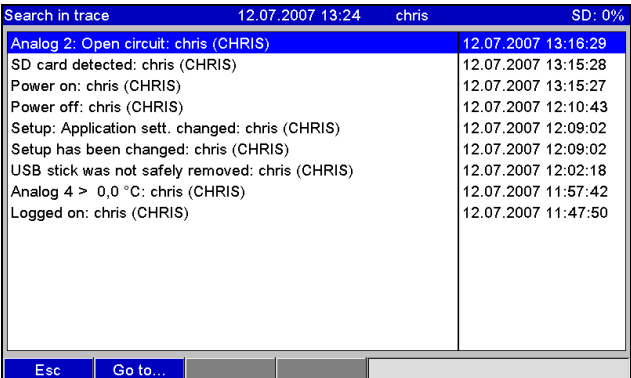 Search in trace 12.07.2007 13:24 chris SD: 0%
Analog 2: Open circuit: chris (CHRIS) 12.07.2007 13:16:29
SD card detected: chris (CHRIS) 12.07.2007 13:15:28
Power on: chris (CHRIS) 12.07.2007 13:15:27
Power off: chris (CHRIS) 12.07.2007 12:10:43
Setup: Application sett. changed: chris (CHRIS) 12.07.2007 12:09:02
Setup has been changed: chris (CHRIS) 12.07.2007 12:09:02
USB stick was not safely removed: chris (CHRIS) 12.07.2007 12:02:18
Analog 4 > 0,0 °C: chris (CHRIS) 12.07.2007 11:57:42
Logged on: chris (CHRIS) 12.07.2007 11:47:50
Esc Go to...